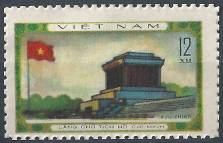 VIỆT NAM
12
XU
LĂNG CHỦ TỊCH HỒ CHÍ MINH